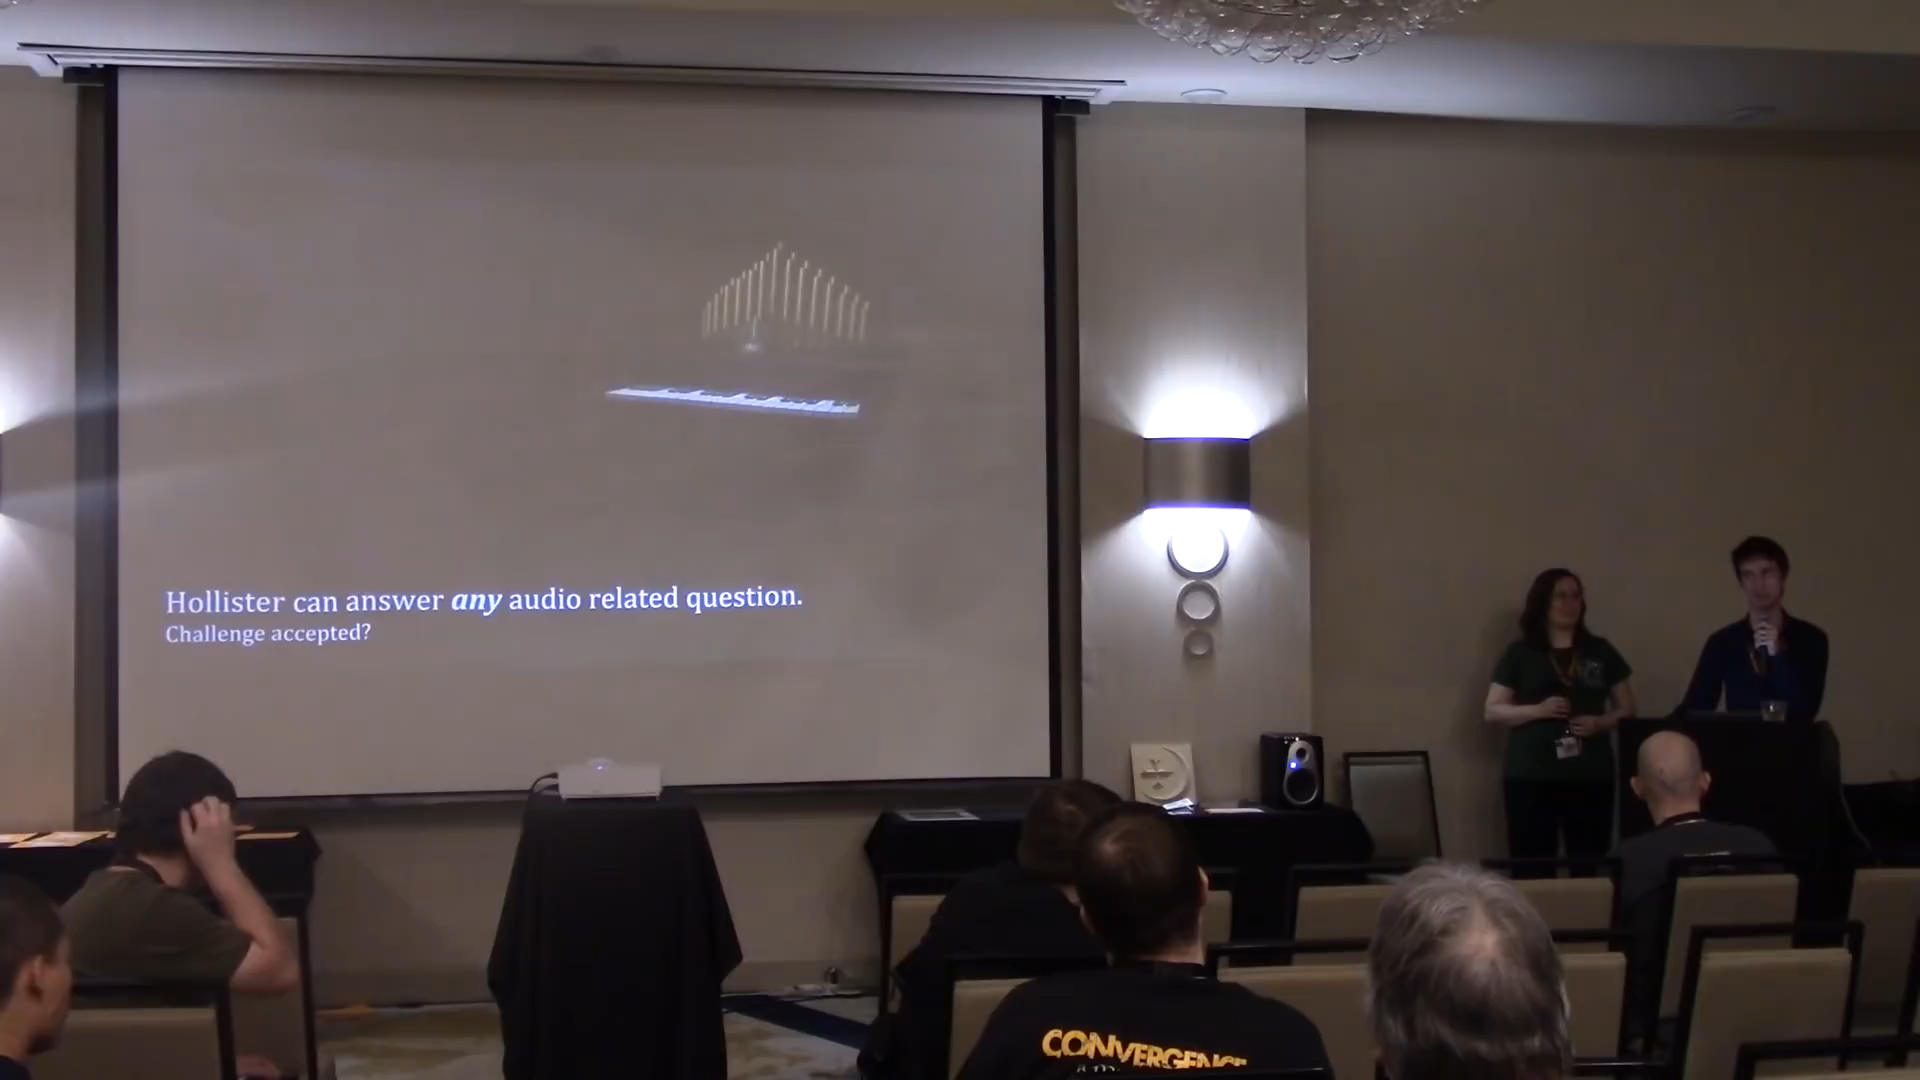 Hollister can answer any audio related question.
Challenge accepted?
CONVERGENCE